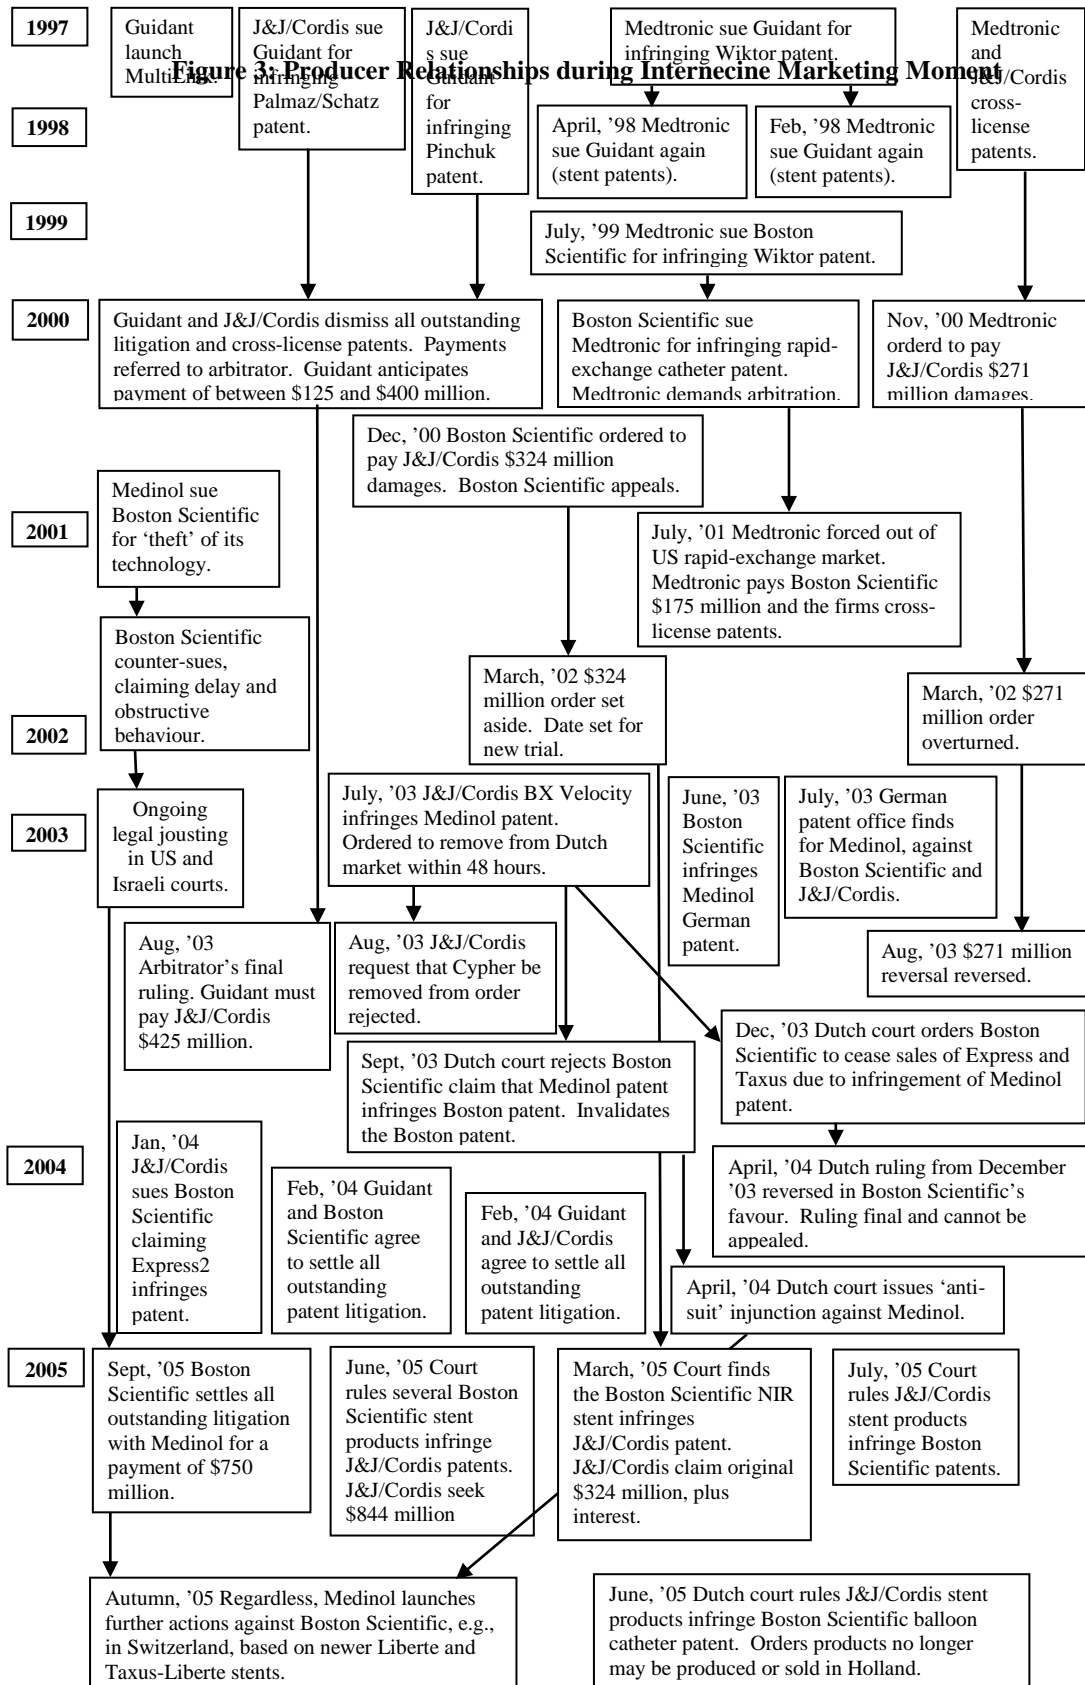 1997
Guidant
launch
MultiLink.
J&J/Cordis sue
Guidant for
infringing
Palmaz/Schatz
patent.
J&J/Cordi
s sue
Guidant
for
infringing
Pinchuk
patent.
Medtronic sue Guidant for
infringing Wiktor patent.
Medtronic
and
J&J/Cordis
cross-
license
patents.
Figure 3: Producer Relationships during Internecine Marketing Moment
1998
April, ’98 Medtronic
sue Guidant again
(stent patents).
Feb, ’98 Medtronic
sue Guidant again
(stent patents).
1999
July, ’99 Medtronic sue Boston
Scientific for infringing Wiktor patent.
2000
Guidant and J&J/Cordis dismiss all outstanding
litigation and cross-license patents. Payments
referred to arbitrator. Guidant anticipates
payment of between $125 and $400 million.
Boston Scientific sue
Medtronic for infringing rapid-
exchange catheter patent.
Medtronic demands arbitration.
Nov, ’00 Medtronic
orderd to pay
J&J/Cordis $271
million damages.
Dec, ’00 Boston Scientific ordered to
pay J&J/Cordis $324 million
damages. Boston Scientific appeals.
2001
Medinol sue
Boston Scientific
for ‘theft’ of its
technology.
July, ’01 Medtronic forced out of
US rapid-exchange market.
Medtronic pays Boston Scientific
$175 million and the firms cross-
license patents.
Boston Scientific
counter-sues,
claiming delay and
obstructive
behaviour.
2002
March, ’02 $324
million order set
aside. Date set for
new trial.
March, ’02 $271
million order
overturned.
2003
Ongoing
legal jousting
in US and
Israeli courts.
July, ’03 J&J/Cordis BX Velocity
infringes Medinol patent.
Ordered to remove from Dutch
market within 48 hours.
June, ’03
Boston
Scientific
infringes
Medinol
German
patent.
July, ’03 German
patent office finds
for Medinol, against
Boston Scientific and
J&J/Cordis.
Aug, ’03
Arbitrator’s final
ruling. Guidant must
pay J&J/Cordis
$425 million.
Aug, ’03 J&J/Cordis
request that Cypher be
removed from order
rejected.
Aug, ’03 $271 million
reversal reversed.
Dec, ’03 Dutch court orders Boston
Scientific to cease sales of Express and
Taxus due to infringement of Medinol
patent.
Sept, ’03 Dutch court rejects Boston
Scientific claim that Medinol patent
infringes Boston patent. Invalidates
the Boston patent.
2004
Jan, ’04
J&J/Cordis
sues Boston
Scientific
claiming
Express2
infringes
patent.
Feb, ’04 Guidant
and Boston
Scientific agree
to settle all
outstanding
patent litigation.
Feb, ’04 Guidant
and J&J/Cordis
agree to settle all
outstanding
patent litigation.
April, ’04 Dutch ruling from December
’03 reversed in Boston Scientific’s
favour. Ruling final and cannot be
appealed.
April, ’04 Dutch court issues ‘anti-
suit’ injunction against Medinol.
2005
Sept, ’05 Boston
Scientific settles all
outstanding litigation
with Medinol for a
payment of $750
million.
June, ’05 Court
rules several Boston
Scientific stent
products infringe
J&J/Cordis patents.
J&J/Cordis seek
$844 million
March, ’05 Court finds
the Boston Scientific NIR
stent infringes
J&J/Cordis patent.
J&J/Cordis claim original
$324 million, plus
interest.
July, ’05 Court
rules J&J/Cordis
stent products
infringe Boston
Scientific patents.
Autumn, ’05 Regardless, Medinol launches
further actions against Boston Scientific, e.g.,
in Switzerland, based on newer Liberte and
Taxus-Liberte stents.
June, ’05 Dutch court rules J&J/Cordis stent
products infringe Boston Scientific balloon
catheter patent. Orders products no longer
may be produced or sold in Holland.